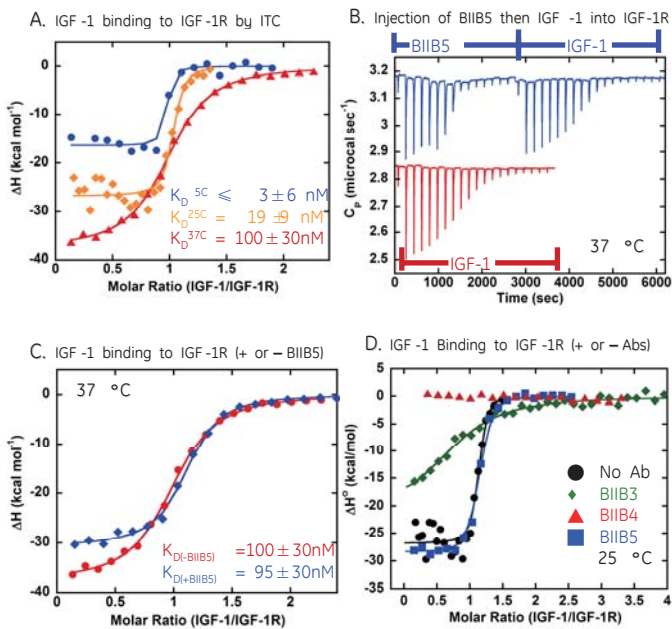 A. IGF -1 binding to IGF-1R by ITC
ΔH (kcal mol⁻¹)
0
-10
-20
-30
-40
K_D ^5C ⩽ 3±6 nM
K_D^25C = 19 ±9 nM
K_D^37C = 100±30nM
0 0.5 1 1.5 2
Molar Ratio (IGF-1/IGF-1R)
B. Injection of BIIB5 then IGF -1 into IGF-1R
BIIB5 IGF-1
C_P (microcal sec⁻¹)
3.2
3.1
3
2.9
2.8
2.7
2.6
2.5
37 °C
IGF-1
0 1000 2000 3000 4000 5000 6000
Time (sec)
C. IGF -1 binding to IGF -1R (+ or – BIIB5)
ΔH (kcal mol⁻¹)
37 °C
0
-10
-20
-30
-40
K_D(-BIIB5) =100±30nM
K_D(+BIIB5) = 95±30nM
0 0.5 1 1.5 2
Molar Ratio (IGF-1/IGF-1R)
D. IGF -1 Binding to IGF -1R (+ or – Abs)
ΔH° (kcal/mol)
5
0
-5
-10
-15
-20
-25
-30
-35
No Ab
BIIB3
BIIB4
BIIB5
25 °C
0 0.5 1 1.5 2 2.5 3 3.5 4
Molar Ratio (IGF-1/IGF-1R)